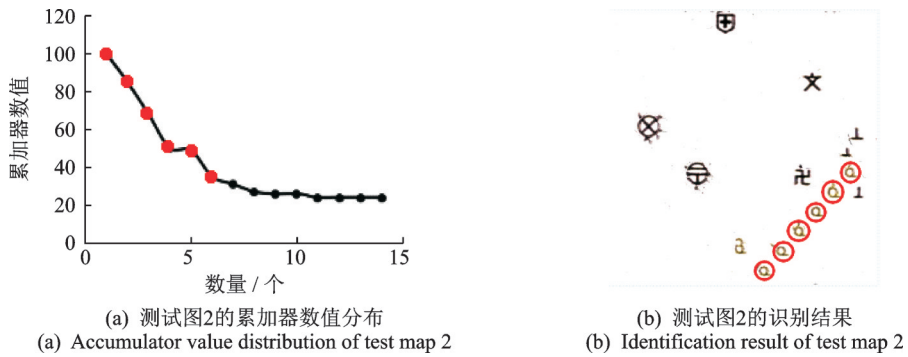 120
100
80
60
40
20
0
累加器数值
0 5 10 15
数量 / 个
(a) 测试图2的累加器数值分布
(a) Accumulator value distribution of test map 2
卍
a
a
a
a
a
a
a
(b) 测试图2的识别结果
(b) Identification result of test map 2